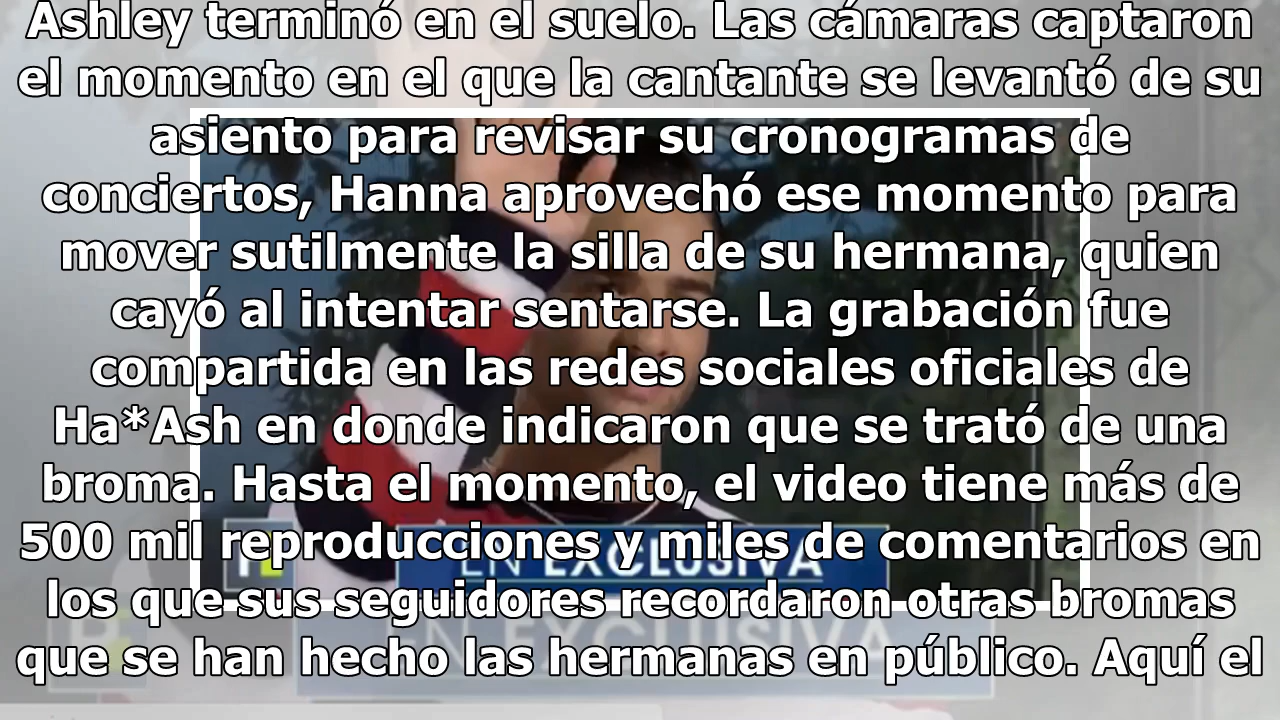 Ashley terminó en el suelo. Las cámaras captaron
el momento en el que la cantante se levantó de su
asiento para revisar su cronogramas de
conciertos, Hanna aprovechó ese momento para
mover sutilmente la silla de su hermana, quien
cayó al intentar sentarse. La grabación fue
compartida en las redes sociales oficiales de
Ha*Ash en donde indicaron que se trató de una
broma. Hasta el momento, el video tiene más de
500 mil reproducciones y miles de comentarios en
EN EXCLUSIVA
los que sus seguidores recordaron otras bromas
EN EXCLUSIVA
que se han hecho las hermanas en público. Aquí el